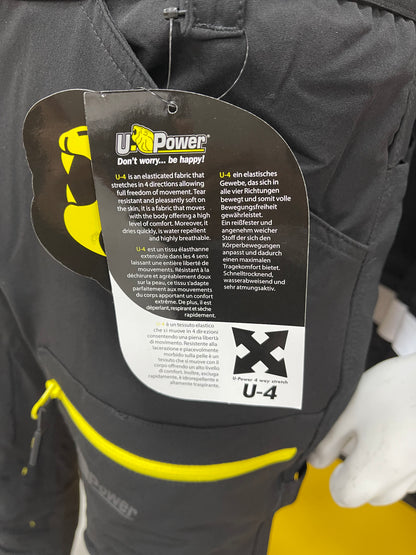 U Power
Don't worry... be happy!
U-4 is an elasticated fabric that
stretches in 4 directions allowing
full freedom of movement. Tear
resistant and pleasantly soft on
the skin, it is a fabric that moves
with the body offering a high
level of comfort. Moreover, it
dries quickly, is water repellent
and highly breathable.
U-4 est un tissu élasthanne
extensible dans les 4 sens
laissant une entière liberté de
mouvements. Résistant à la
déchirure et agréablement doux
sur la peau, ce tissu s'adapte
parfaitement aux mouvements
du corps apportant un confort
extrême. De plus, il est
déperlant, respirant et sèche
rapidement.
U-4 è un tessuto elastico
che si muove in 4 direzioni
consentendo una piena libertà
di movimento. Resistente alla
lacerazione e piacevolmente
morbido sulla pelle è un
tessuto che si muove con il
corpo offrendo un alto livello
di comfort. Inoltre, asciuga
rapidamente, è idrorepellente e
altamente traspirante.
U-4 ein elastisches
Gewebe, das sich in
alle vier Richtungen
bewegt und somit volle
Bewegungsfreiheit
gewährleistet.
Ein reißfester und
angenehm weicher
Stoff der sich den
Körperbewegungen
anpasst und dadurch
einen maximalen
Tragekomfort bietet.
Schnelltrocknend,
wasserabweisend und
sehr atmungsaktiv.
U-Power 4 way stretch
U-4
U Power